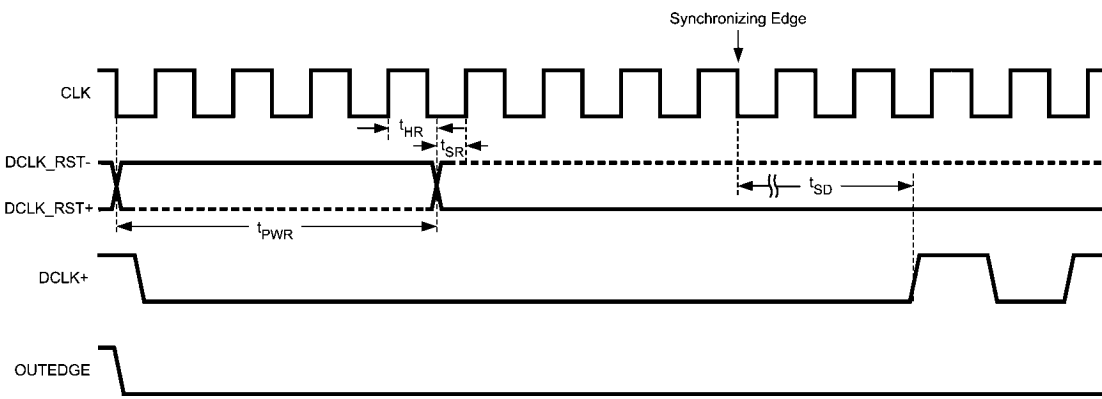 Synchronizing Edge
CLK
tHR
tSR
DCLK_RST-
tSD
DCLK_RST+
tPWR
DCLK+
OUTEDGE